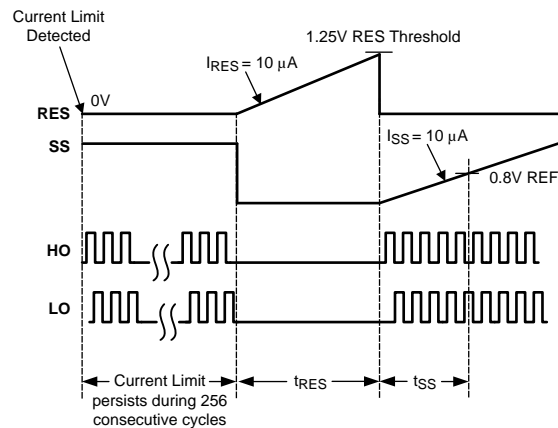 Current Limit
Detected
1.25V RES Threshold
IRES = 10 μA
0V
RES
SS
ISS = 10 μA
0.8V REF
HO
LO
Current Limit
persists during 256
consecutive cycles
tRES
tSS